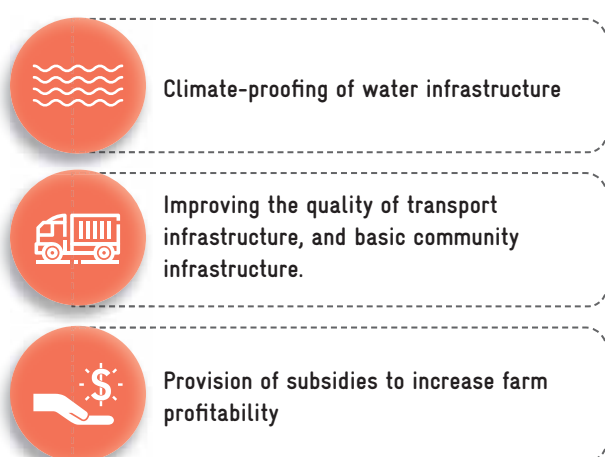 Climate-proofing of water infrastructure
Improving the quality of transport
infrastructure, and basic community
infrastructure.
$
Provision of subsidies to increase farm
profitability